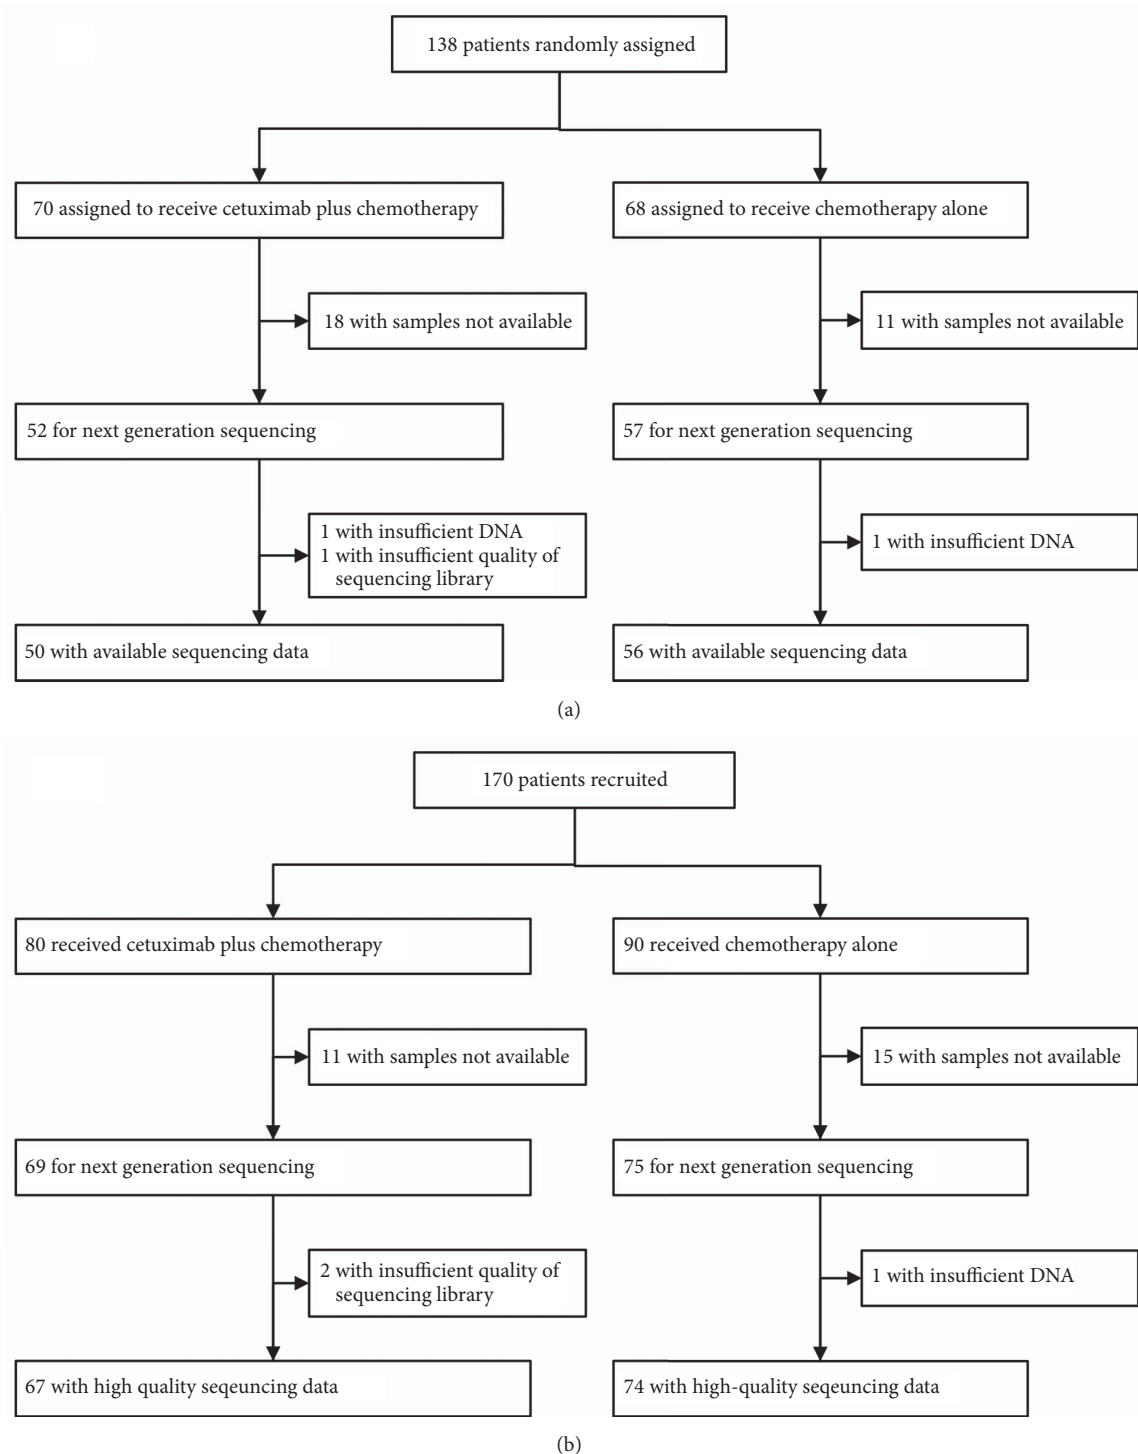 138 patients randomly assigned
70 assigned to receive cetuximab plus chemotherapy
68 assigned to receive chemotherapy alone
18 with samples not available
11 with samples not available
52 for next generation sequencing
57 for next generation sequencing
1 with insufficient DNA
1 with insufficient quality of
sequencing library
1 with insufficient DNA
50 with available sequencing data
56 with available sequencing data
(a)
170 patients recruited
80 received cetuximab plus chemotherapy
90 received chemotherapy alone
11 with samples not available
15 with samples not available
69 for next generation sequencing
75 for next generation sequencing
2 with insufficient quality of
sequencing library
1 with insufficient DNA
67 with high quality seqeuncing data
74 with high-quality seqeuncing data
(b)